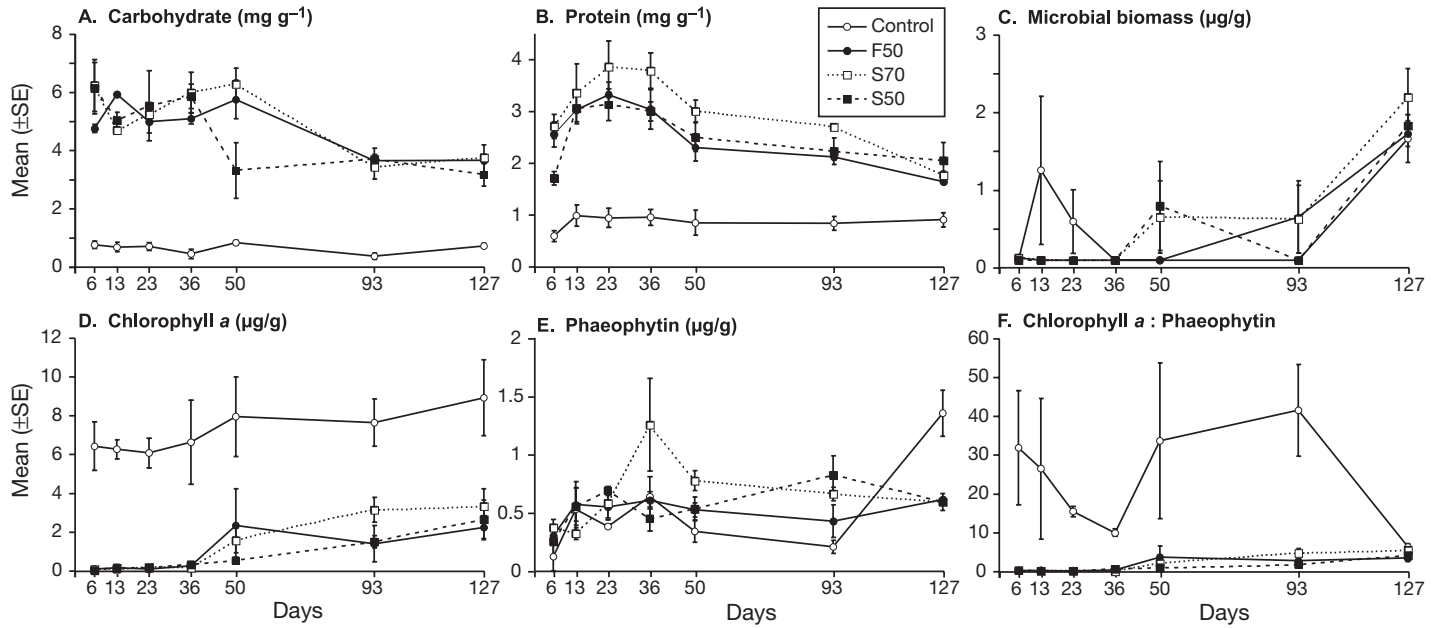 A. Carbohydrate (mg g⁻¹)
8
6
4
2
0
6 13 23 36 50 93 127
Mean (±SE)
B. Protein (mg g⁻¹)
4
3
2
1
0
6 13 23 36 50 93 127
Control
F50
S70
S50
C. Microbial biomass (µg/g)
3
2
1
0
6 13 23 36 50 93 127
D. Chlorophyll a (µg/g)
12
10
8
6
4
2
0
6 13 23 36 50 93 127
Mean (±SE)
Days
E. Phaeophytin (µg/g)
2
1.5
1
0.5
0
6 13 23 36 50 93 127
Days
F. Chlorophyll a : Phaeophytin
60
50
40
30
20
10
0
6 13 23 36 50 93 127
Days